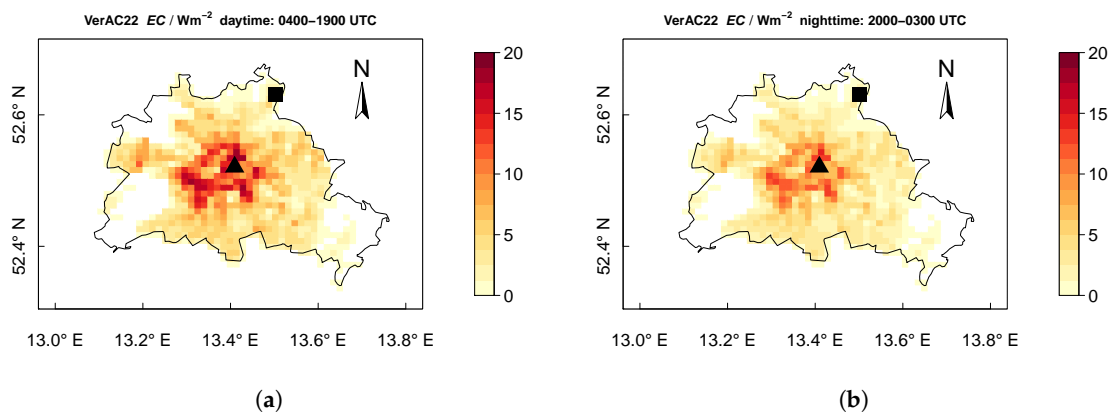 VerAC22 EC / Wm⁻² daytime: 0400–1900 UTC
N
20
15
10
5
0
52.6° N
52.4° N
13.0° E 13.2° E 13.4° E 13.6° E 13.8° E
(a)
VerAC22 EC / Wm⁻² nighttime: 2000–0300 UTC
N
20
15
10
5
0
52.6° N
52.4° N
13.0° E 13.2° E 13.4° E 13.6° E 13.8° E
(b)